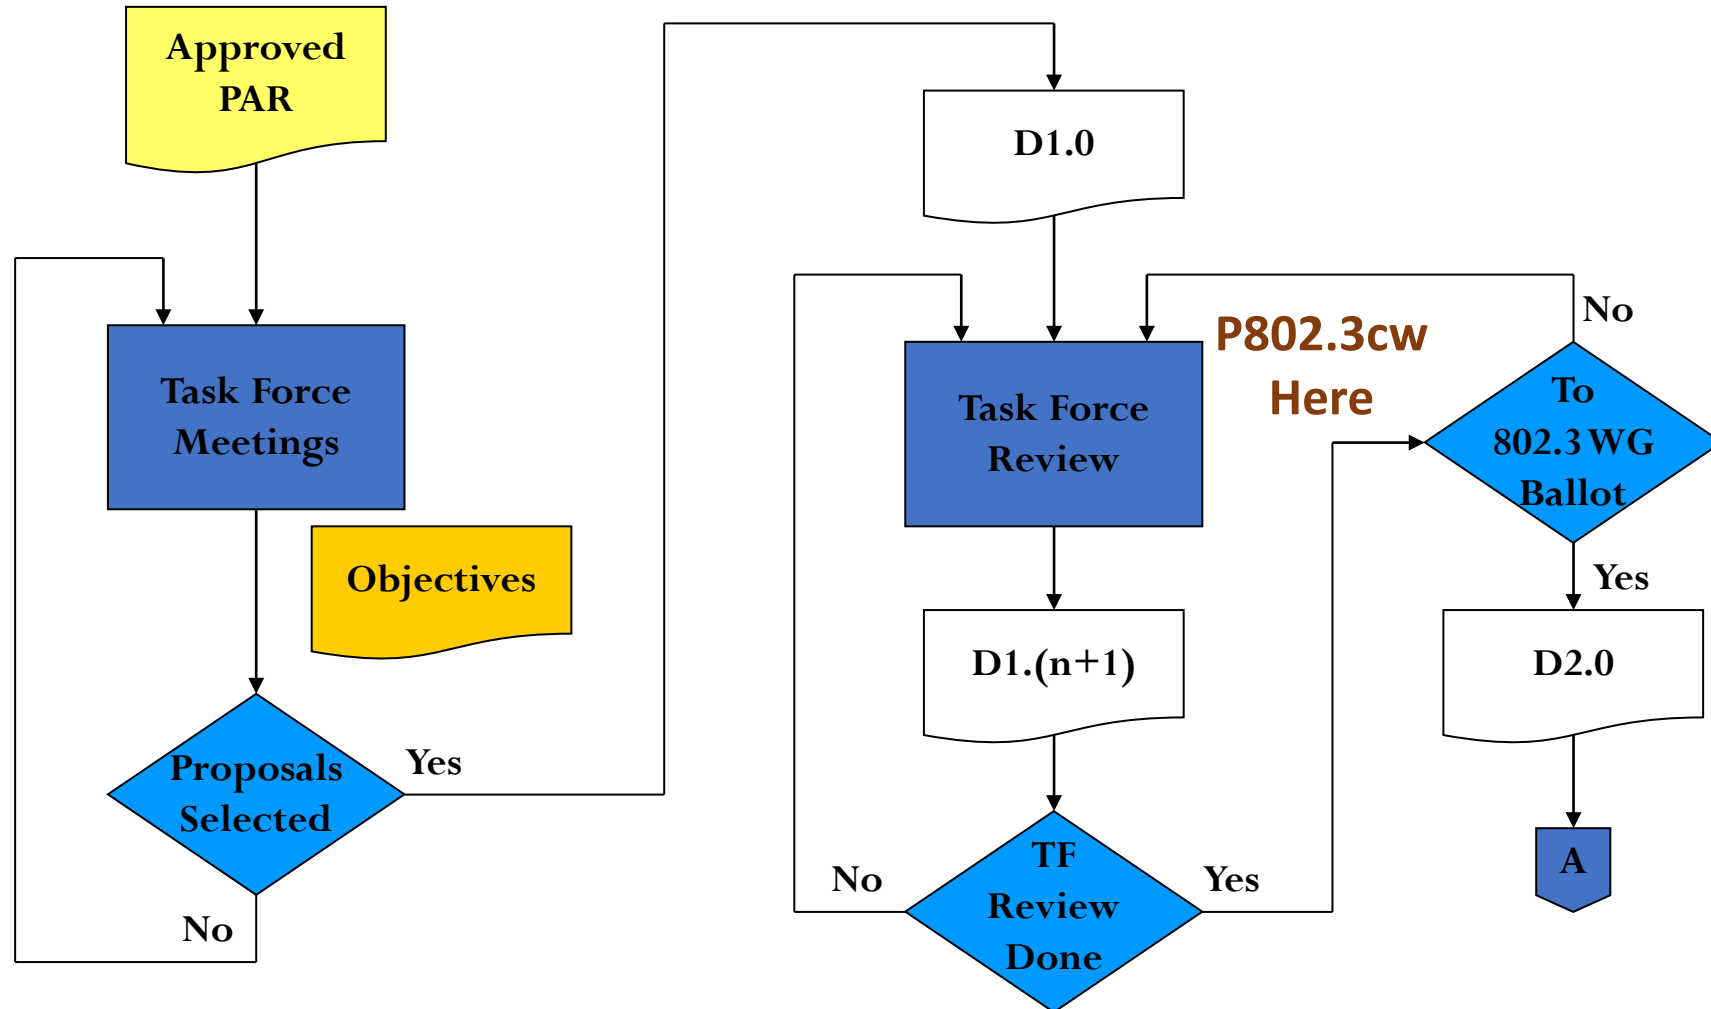 Approved
PAR
Task Force
Meetings
Objectives
Proposals
Selected
Yes
No
D1.0
Task Force
Review
P802.3cw
Here
D1.(n+1)
TF
Review
Done
No
Yes
To
802.3 WG
Ballot
No
Yes
D2.0
A